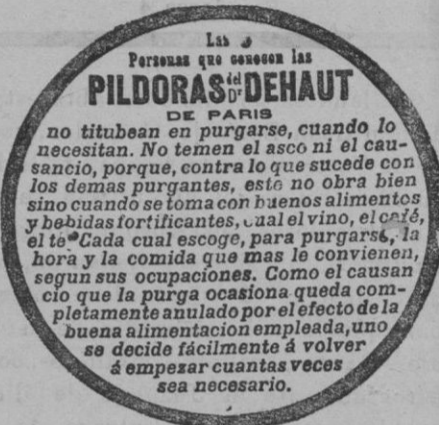 Las
Personas que conocen las
PILDORAS del Dr DEHAUT
DE PARIS
no titubean en purgarse, cuando lo
necesitan. No temen el asco ni el cau-
sancio, porque, contra lo que sucede con
los demas purgantes, este no obra bien
sino cuando se toma con buenos alimentos
y bebidas fortificantes, cual el vino, el café,
el té. Cada cual escoge, para purgarse, la
hora y la comida que mas le convienen,
segun sus ocupaciones. Como el causan
cio que la purga ocasiona queda com-
pletamente anulado por el efecto de la
buena alimentacion empleada, uno
se decide fácilmente á volver
á empezar cuantas veces
sea necesario.